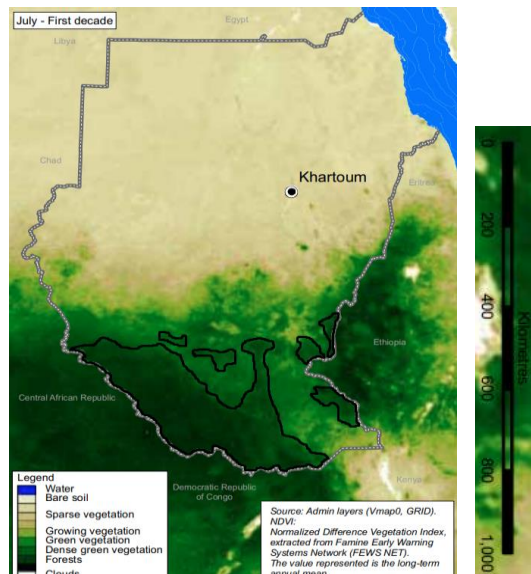 July - First decade
Egypt
Libya
Chad
Khartoum
Eritrea
Ethiopia
Central African Republic
Democratic Republic
of Congo
Kenya
Legend
Water
Bare soil
Sparse vegetation
Growing vegetation
Green vegetation
Dense green vegetation
Forests
Clouds
Source: Admin layers (Vmap0, GRID).
NDVI:
Normalized Difference Vegetation Index,
extracted from Famine Early Warning
Systems Network (FEWS NET).
The value represented is the long-term
annual mean
0
200
400
Kilometres
600
800
1,000